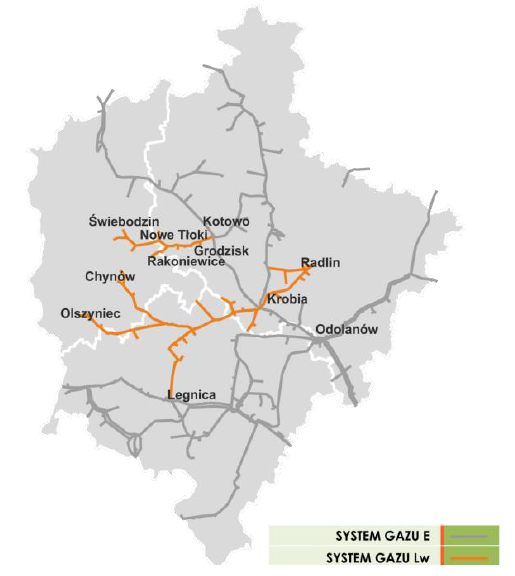 Świebodzin
Kotowo
Nowe Tłoki
Grodzisk
Rakoniewice
Radlin
Chynów
Krobia
Olszyniec
Odolanów
Legnica
SYSTEM GAZU E
SYSTEM GAZU Lw